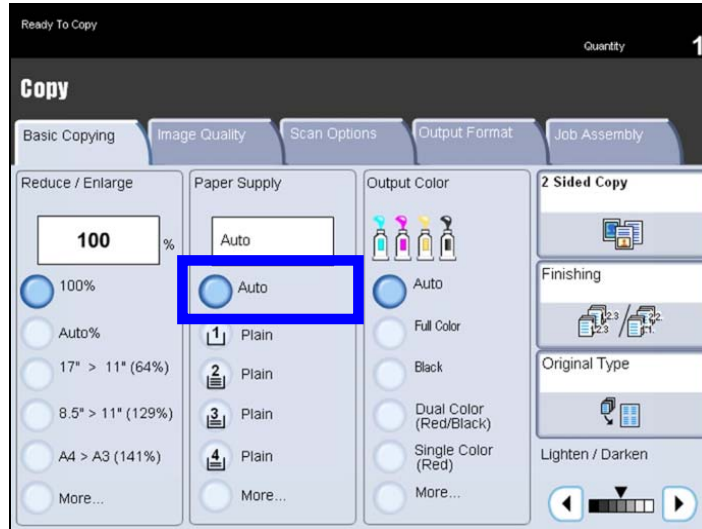 Ready To Copy
Quantity 1
Copy
Basic Copying Image Quality Scan Options Output Format Job Assembly
Reduce / Enlarge
100 %
100%
Auto%
17" > 11" (64%)
8.5" > 11" (129%)
A4 > A3 (141%)
More...
Paper Supply
Auto
Auto
1 Plain
2 Plain
3 Plain
4 Plain
More...
Output Color
Auto
Full Color
Black
Dual Color
(Red/Black)
Single Color
(Red)
More...
2 Sided Copy
Finishing
Original Type
Lighten / Darken